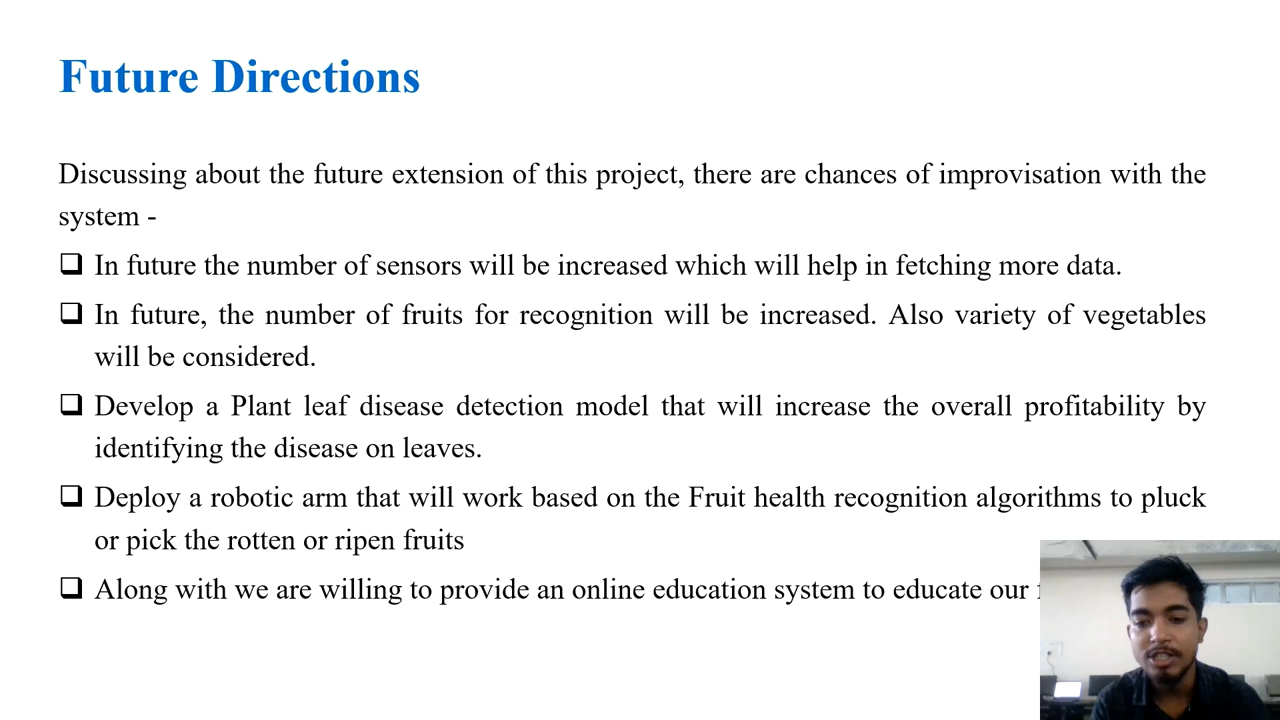 Future Directions
Discussing about the future extension of this project, there are chances of improvisation with the
system -
In future the number of sensors will be increased which will help in fetching more data.
In future, the number of fruits for recognition will be increased. Also variety of vegetables
will be considered.
Develop a Plant leaf disease detection model that will increase the overall profitability by
identifying the disease on leaves.
Deploy a robotic arm that will work based on the Fruit health recognition algorithms to pluck
or pick the rotten or ripen fruits
Along with we are willing to provide an online education system to educate our